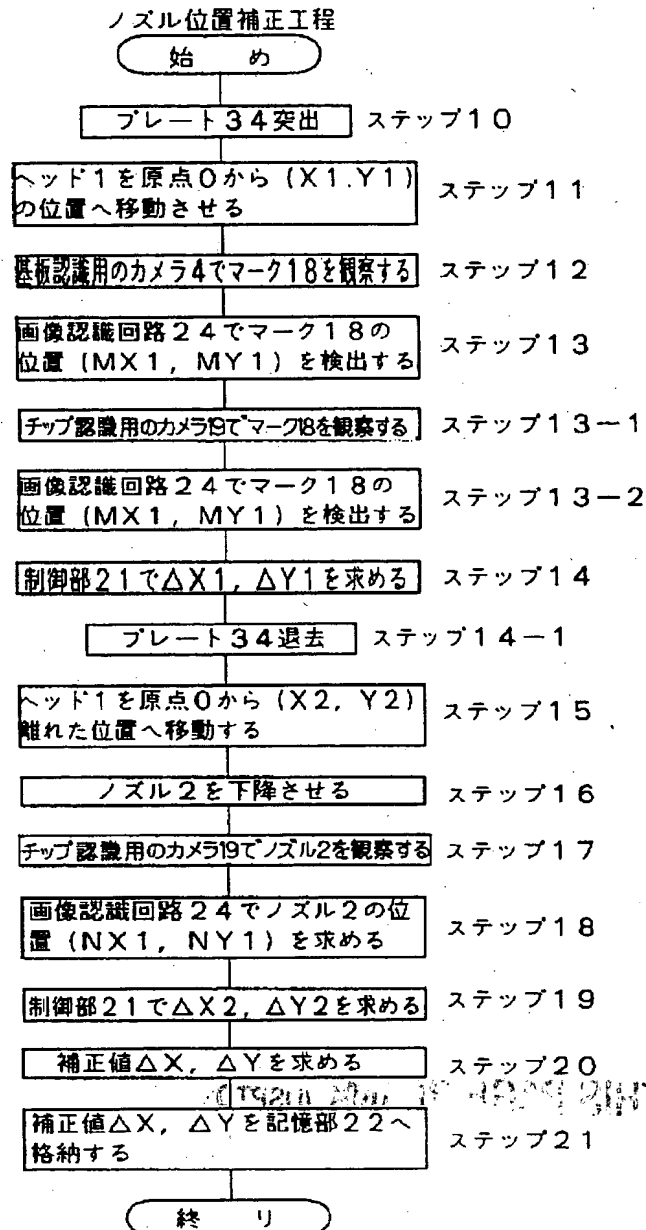 ノズル位置補正工程
始 め
プレート34突出 ステップ10
ヘッド1を原点0から(X1.Y1)
の位置へ移動させる
ステップ11
基板認識用のカメラ4でマーク18を観察する ステップ12
画像認識回路24でマーク18の
位置(MX1,MY1)を検出する
ステップ13
チップ認識用のカメラ19でマーク18を観察する ステップ13-1
画像認識回路24でマーク18の
位置(MX1,MY1)を検出する
ステップ13-2
制御部21で△X1,△Y1を求める ステップ14
プレート34退去 ステップ14-1
ヘッド1を原点0から(X2,Y2)
離れた位置へ移動する
ステップ15
ノズル2を下降させる ステップ16
チップ認識用のカメラ19でノズル2を観察する ステップ17
画像認識回路24でノズル2の位
置(NX1,NY1)を求める
ステップ18
制御部21で△X2,△Y2を求める ステップ19
補正値△X,△Yを求める ステップ20
補正値△X,△Yを記憶部22へ
格納する
ステップ21
終 り